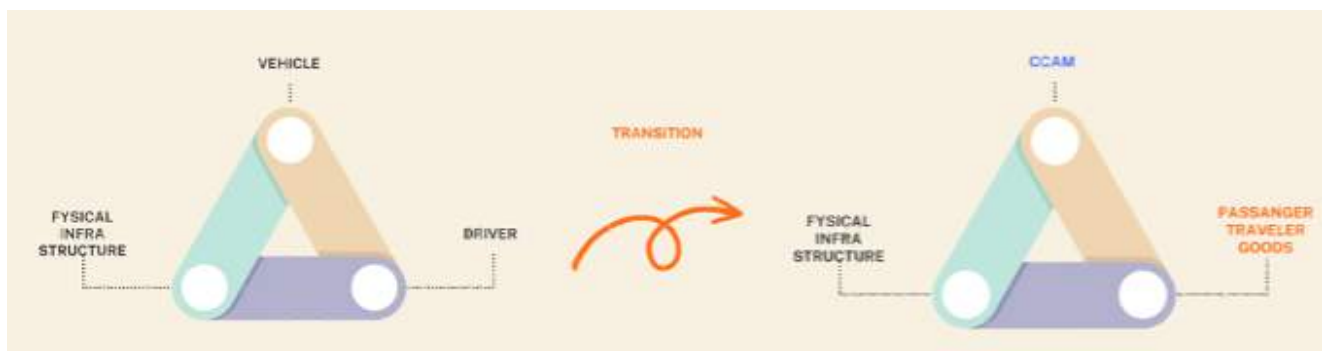 VEHICLE
FYSICAL
INFRA
STRUCTURE
DRIVER
TRANSITION
CCAM
FYSICAL
INFRA
STRUCTURE
PASSANGER
TRAVELER
GOODS